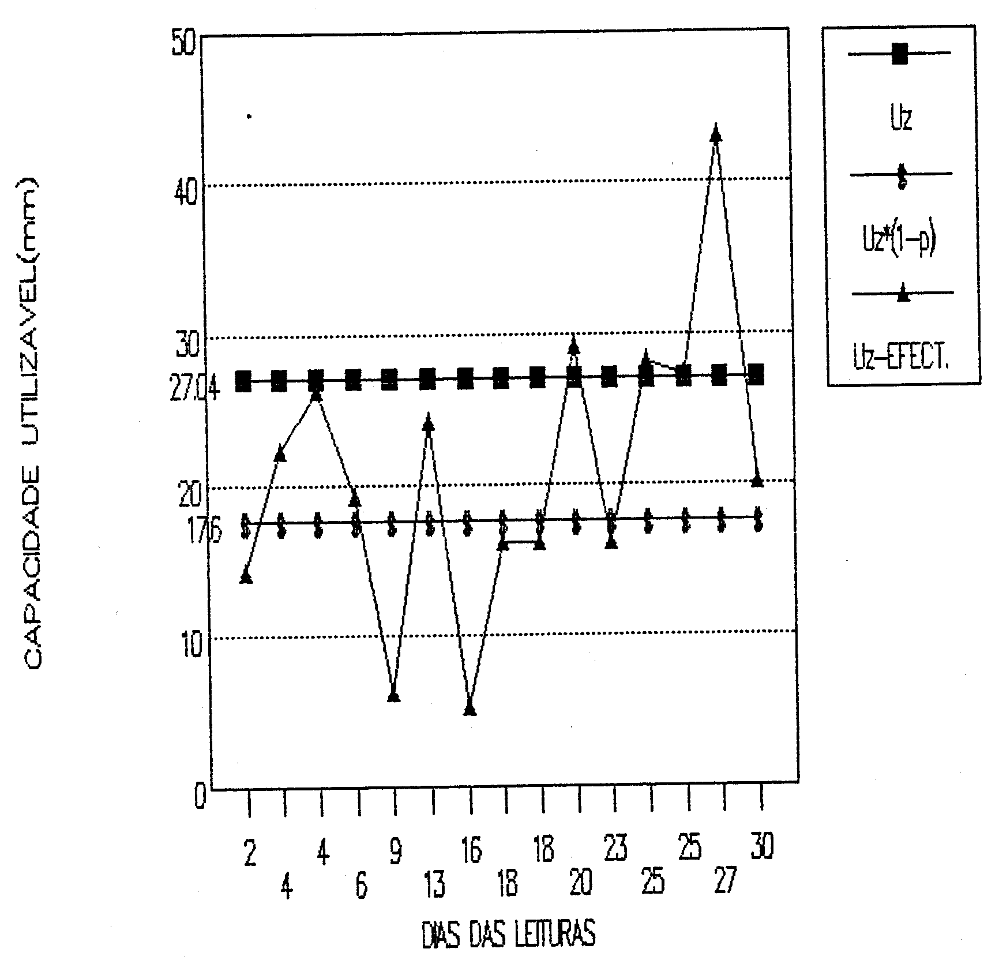 50
40
30
27.04
20
17.6
10
0
CAPACIDADE UTILIZAVEL(mm)
2 4 9 16 18 23 25 30
4 6 13 18 20 25 27
DIAS DAS LEITURAS
Uz
Uz*(1-p)
Uz-EFECT.